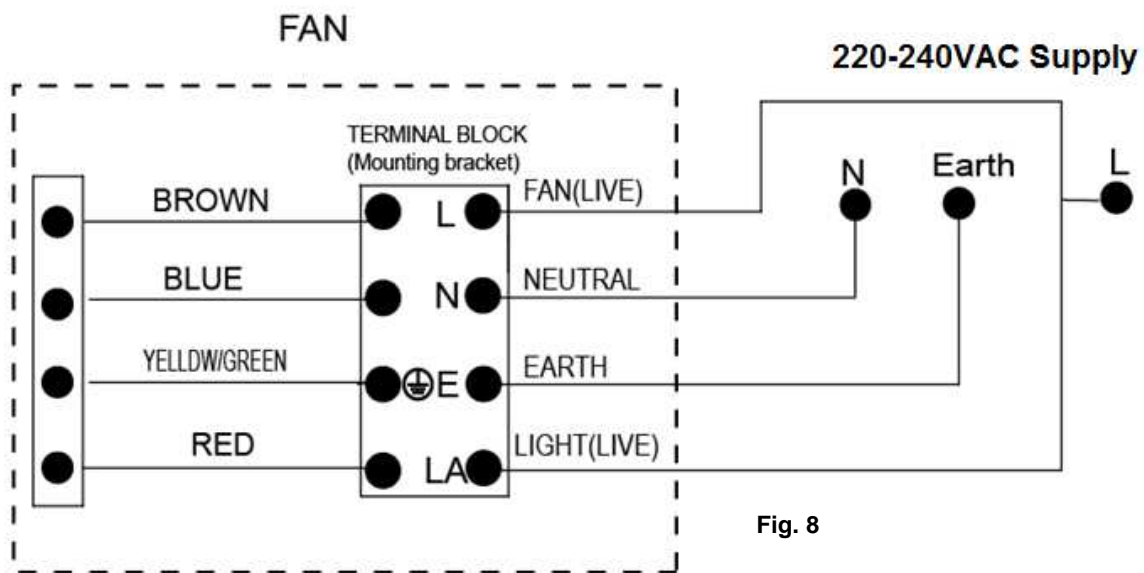 FAN
220-240VAC Supply
TERMINAL BLOCK
(Mounting bracket)
BROWN
L
FAN(LIVE)
N
Earth
L
BLUE
N
NEUTRAL
YELLDW/GREEN
E
EARTH
RED
LA
LIGHT(LIVE)
Fig. 8